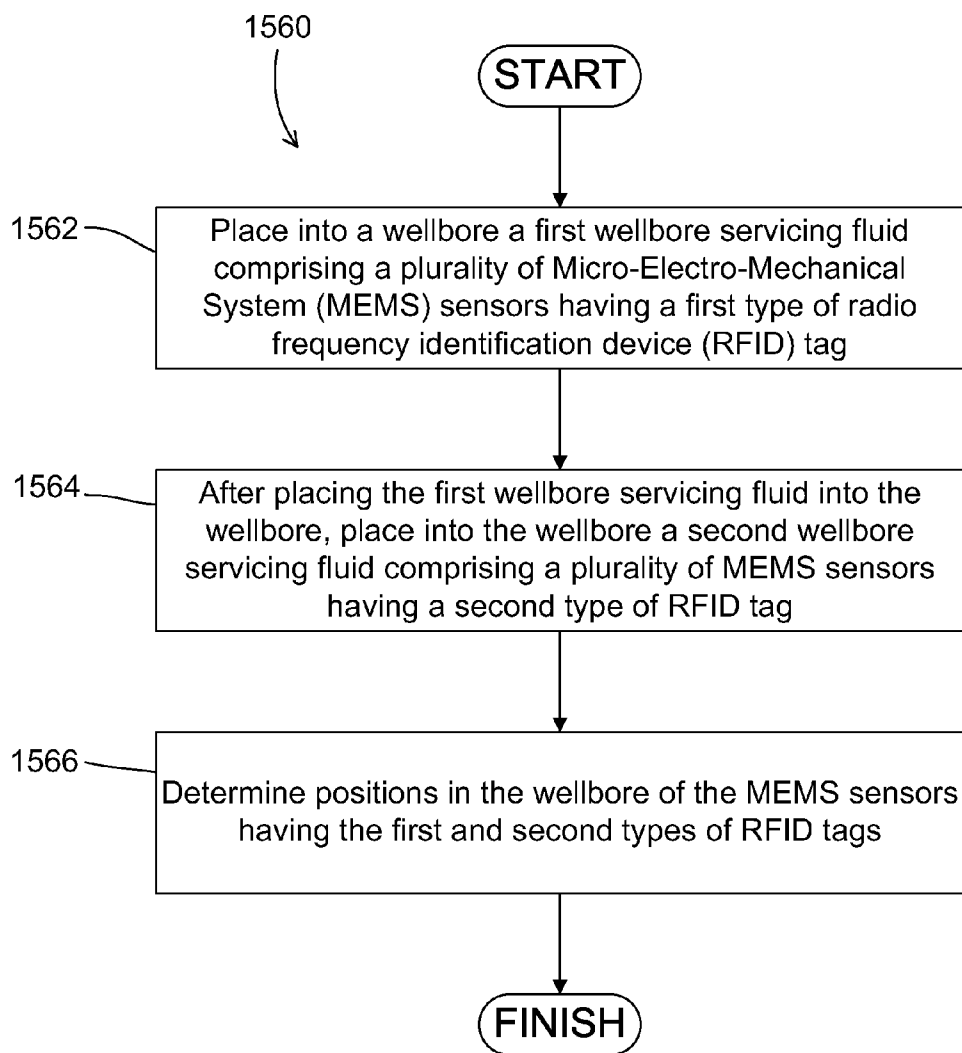 1560
START
1562
Place into a wellbore a first wellbore servicing fluid
comprising a plurality of Micro-Electro-Mechanical
System (MEMS) sensors having a first type of radio
frequency identification device (RFID) tag
1564
After placing the first wellbore servicing fluid into the
wellbore, place into the wellbore a second wellbore
servicing fluid comprising a plurality of MEMS sensors
having a second type of RFID tag
1566
Determine positions in the wellbore of the MEMS sensors
having the first and second types of RFID tags
FINISH